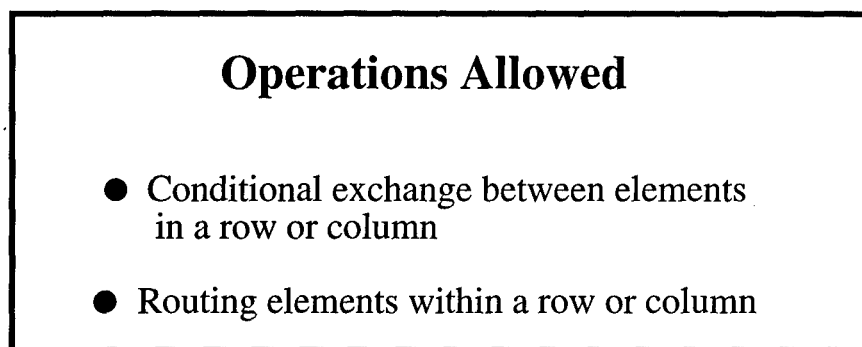 Operations Allowed
● Conditional exchange between elements
in a row or column
● Routing elements within a row or column